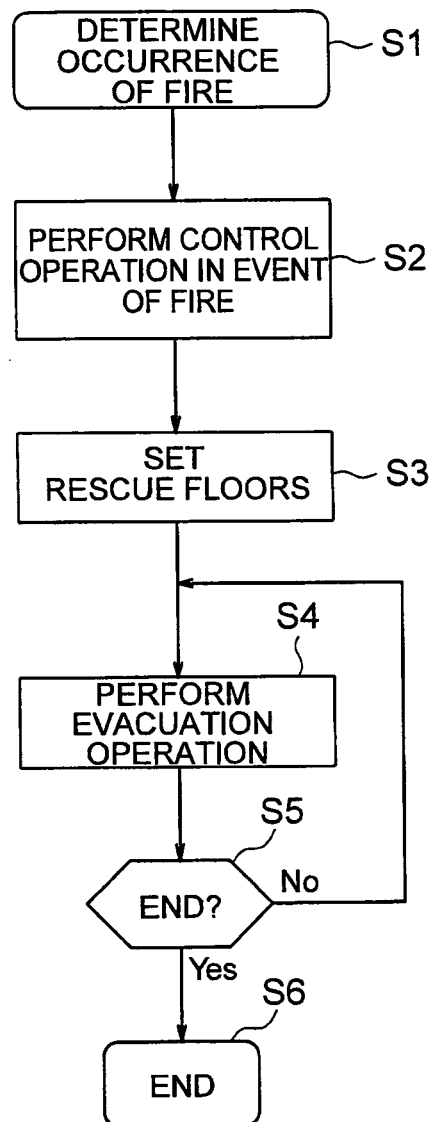 DETERMINE
OCCURRENCE
OF FIRE
S1
PERFORM CONTROL
OPERATION IN EVENT
OF FIRE
S2
SET
RESCUE FLOORS
S3
S4
PERFORM
EVACUATION
OPERATION
S5
END?
No
Yes
S6
END